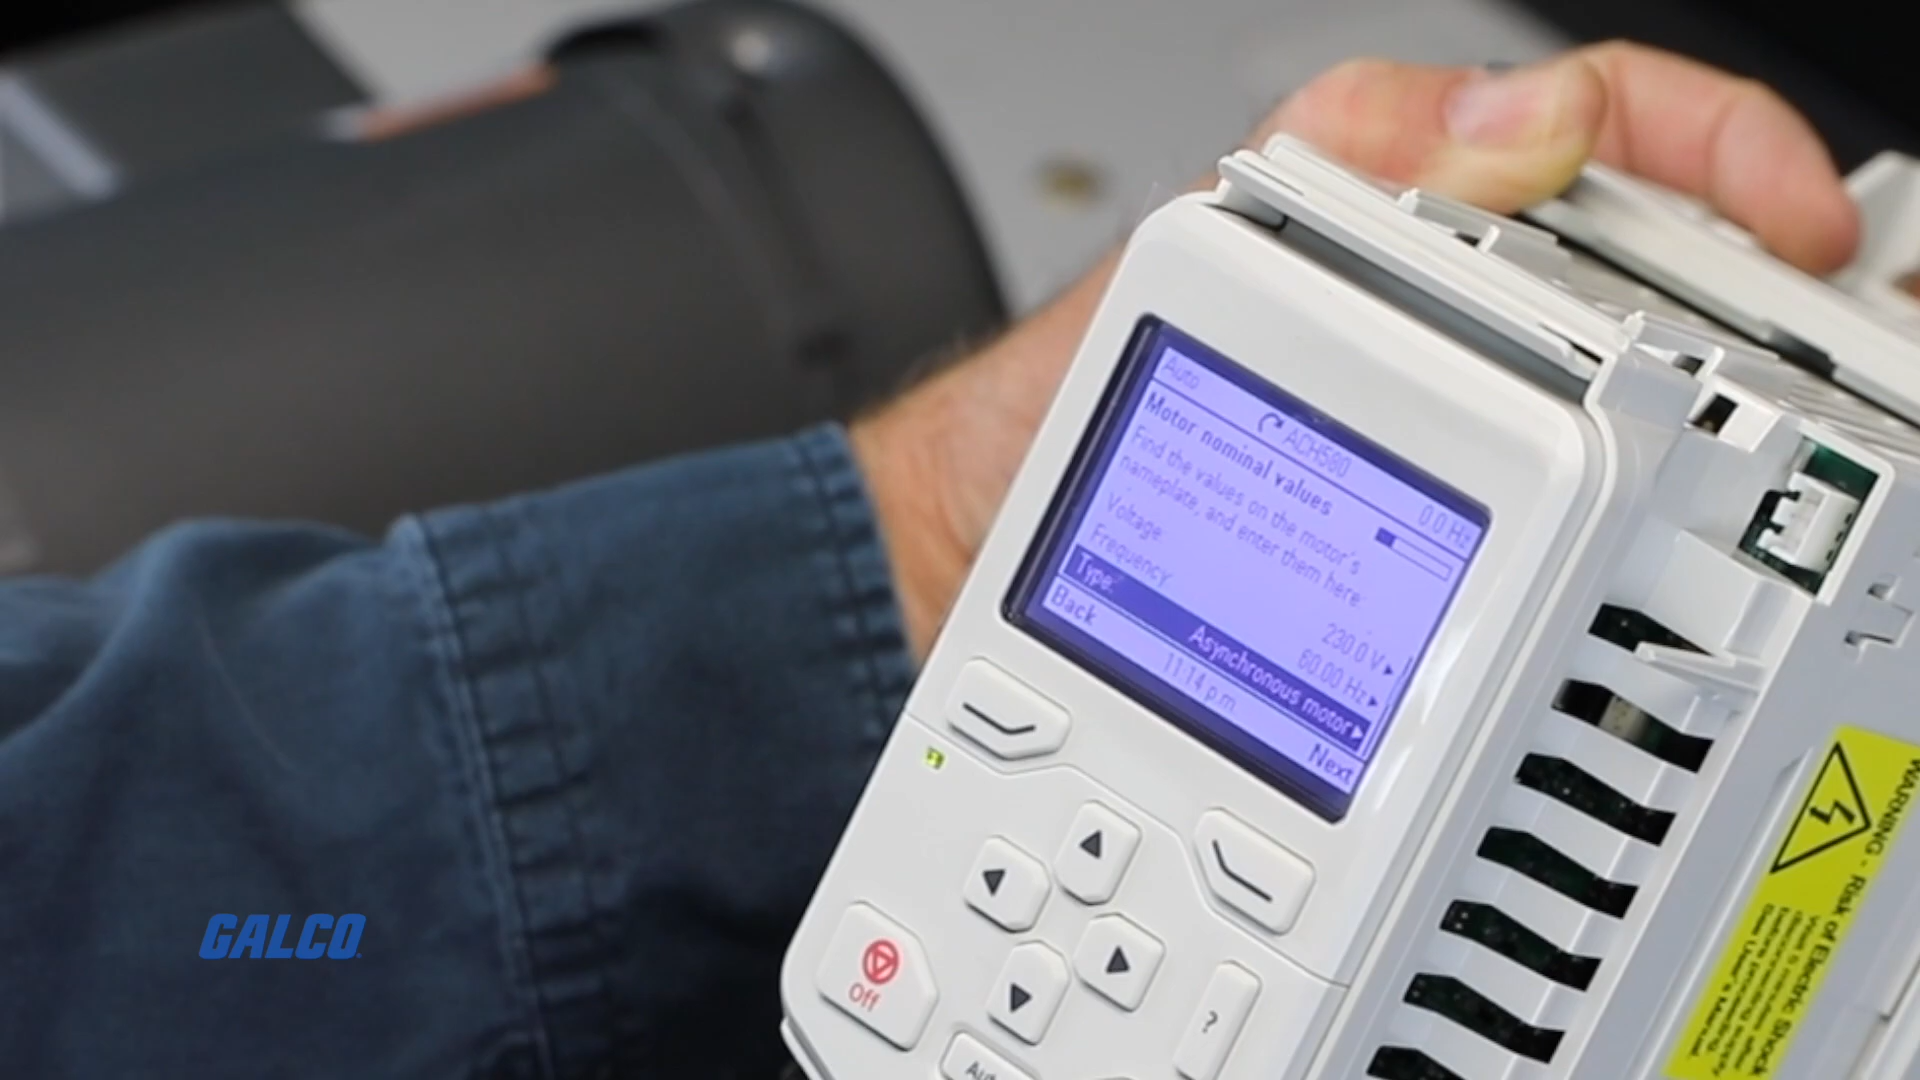 Auto
ACH580
0.0 Hz
Motor nominal values
Find the values on the motor's
nameplate, and enter them here:
Voltage:
230.0 V
Frequency:
60.00 Hz
Type:
Asynchronous motor
Back
11:14 p.m.
Next
Off
?
Auto
GALCO
WARNING - Risk of Electric Shock